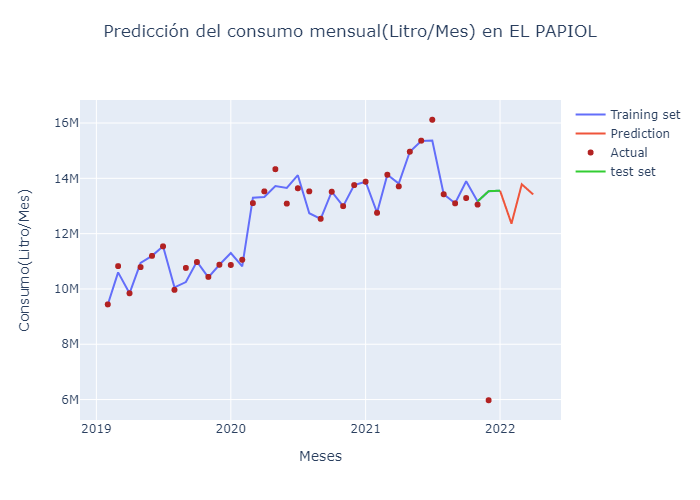 Predicción del consumo mensual(Litro/Mes) en EL PAPIOL
Training set
Prediction
Actual
test set
Consumo(Litro/Mes)
16M
14M
12M
10M
8M
6M
2019
2020
2021
2022
Meses